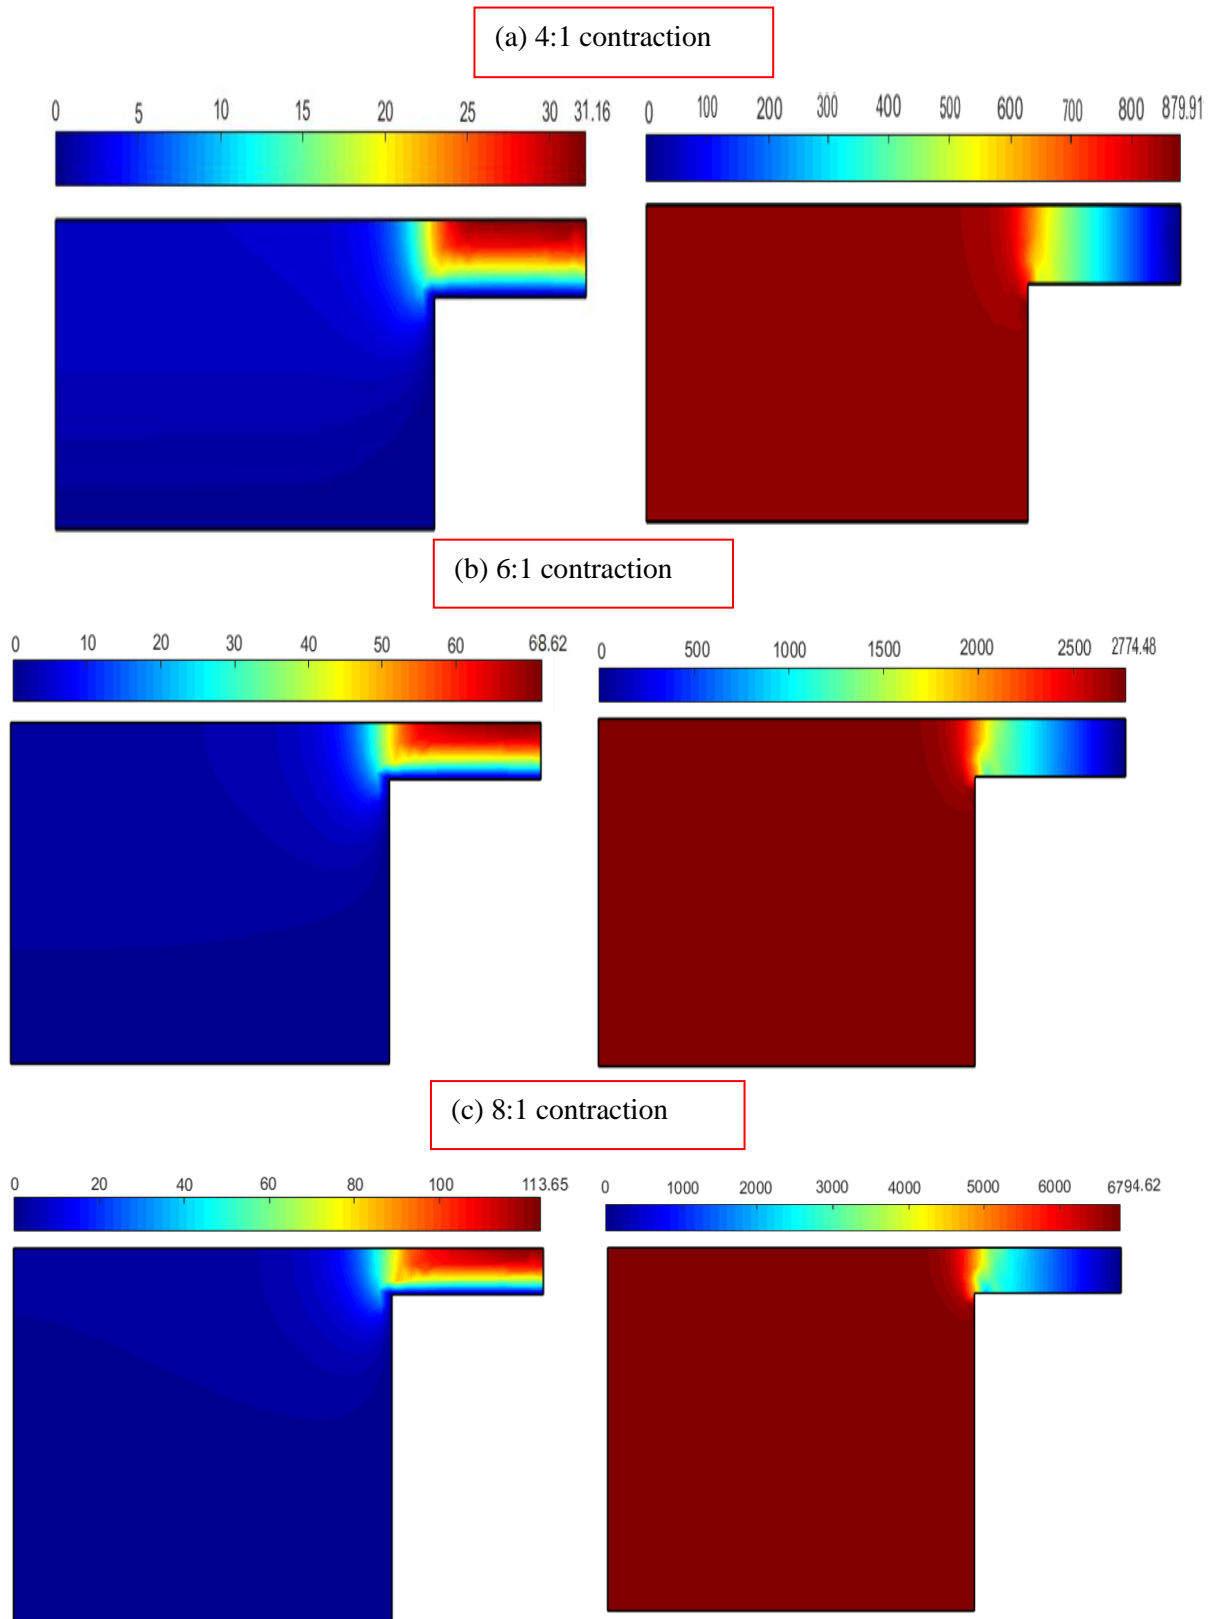 (a) 4:1 contraction
0 5 10 15 20 25 30 31.16
0 100 200 300 400 500 600 700 800 879.91
(b) 6:1 contraction
0 10 20 30 40 50 60 68.62
0 500 1000 1500 2000 2500 2774.48
(c) 8:1 contraction
0 20 40 60 80 100 113.65
0 1000 2000 3000 4000 5000 6000 6794.62